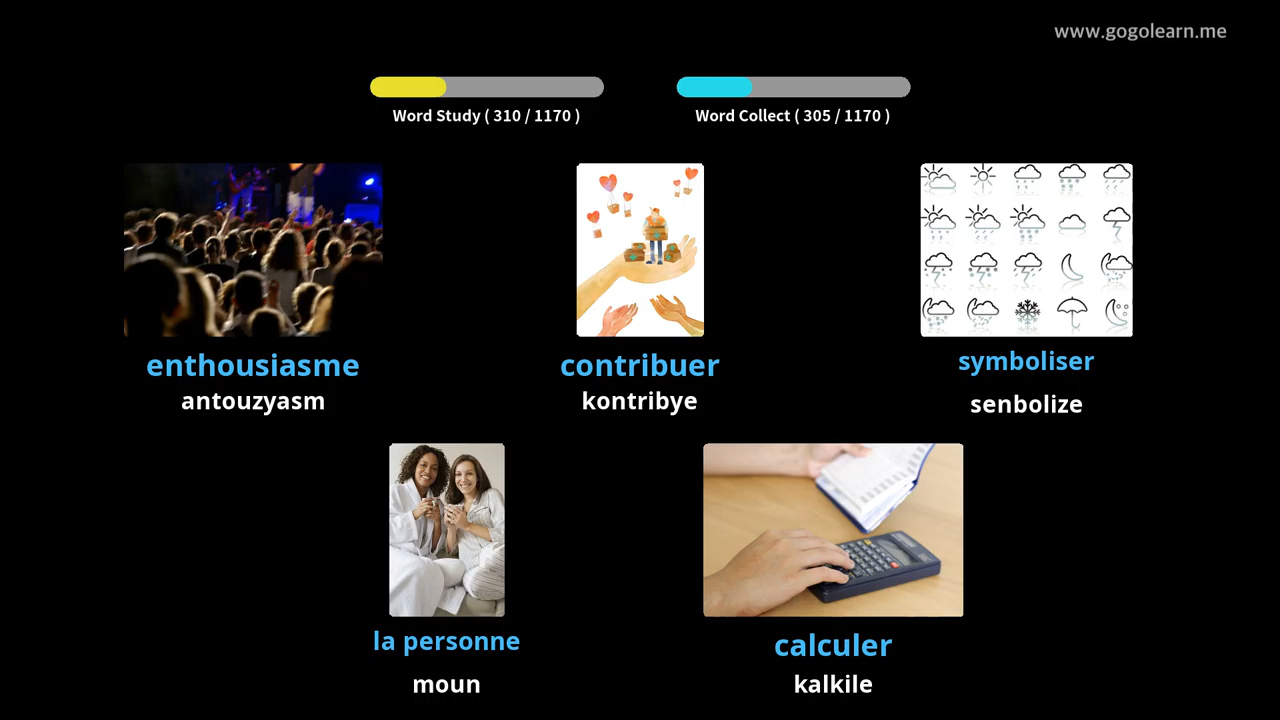 www.gogolearn.me
Word Study ( 310 / 1170 )
Word Collect ( 305 / 1170 )
enthousiasme
antouzyasm
contribuer
kontribye
symboliser
senbolize
la personne
moun
calculer
kalkile